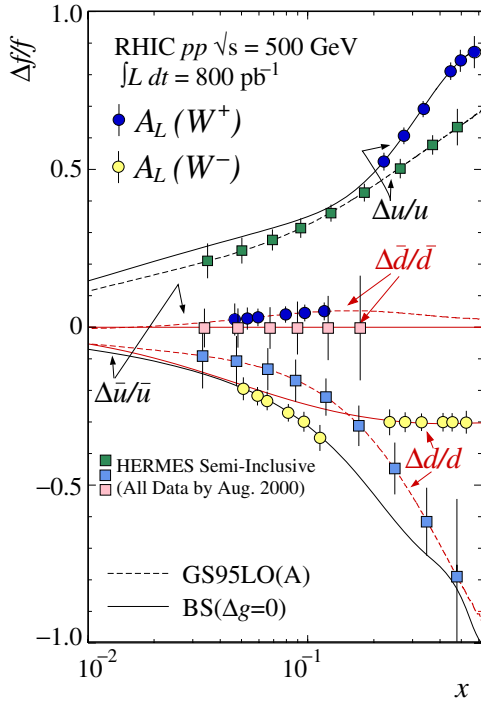 Δf/f
1.0
0.5
0
−0.5
−1.0
RHIC pp √s = 500 GeV
∫L dt = 800 pb⁻¹
A_L (W⁺)
A_L (W⁻)
Δu/u
Δd̄/d̄
Δū/ū
Δd/d
HERMES Semi-Inclusive
(All Data by Aug. 2000)
GS95LO(A)
BS(Δg=0)
10⁻²
10⁻¹
x